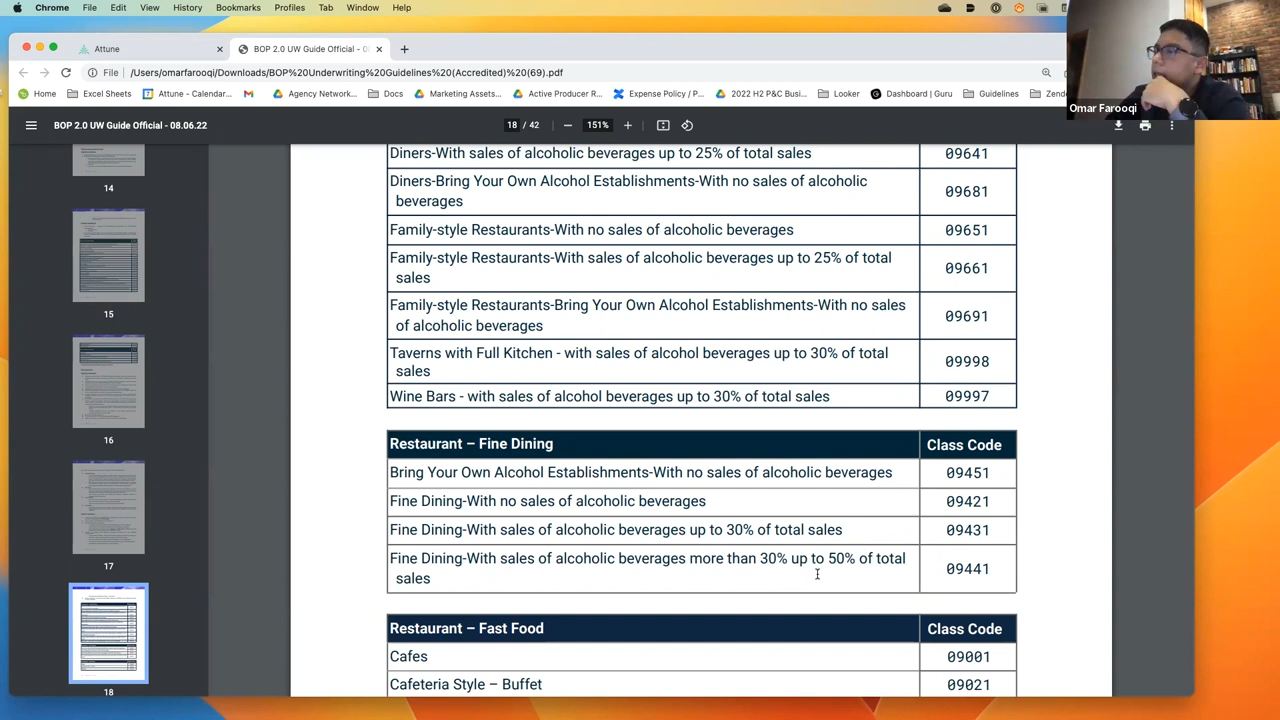 Chrome File Edit View History Bookmarks Profiles Tab Window Help
Attune
BOP 2.0 UW Guide Official - 0
File /Users/omarfarooqi/Downloads/BOP%20Underwriting%20Guidelines%20(Accredited)%20(69).pdf
Home Excel Sheets Attune - Calendar... Agency Network... Docs Marketing Assets... Active Producer R... Expense Policy / P... 2022 H2 P&C Busi... Looker Dashboard | Guru Guidelines Zend
Omar Farooqi
BOP 2.0 UW Guide Official - 08.06.22 18 / 42 151%
14
15
16
17
18
Diners-With sales of alcoholic beverages up to 25% of total sales 09641
Diners-Bring Your Own Alcohol Establishments-With no sales of alcoholic
beverages 09681
Family-style Restaurants-With no sales of alcoholic beverages 09651
Family-style Restaurants-With sales of alcoholic beverages up to 25% of total
sales 09661
Family-style Restaurants-Bring Your Own Alcohol Establishments-With no sales
of alcoholic beverages 09691
Taverns with Full Kitchen - with sales of alcohol beverages up to 30% of total
sales 09998
Wine Bars - with sales of alcohol beverages up to 30% of total sales 09997
Restaurant – Fine Dining Class Code
Bring Your Own Alcohol Establishments-With no sales of alcoholic beverages 09451
Fine Dining-With no sales of alcoholic beverages 09421
Fine Dining-With sales of alcoholic beverages up to 30% of total sales 09431
Fine Dining-With sales of alcoholic beverages more than 30% up to 50% of total
sales 09441
Restaurant – Fast Food Class Code
Cafes 09001
Cafeteria Style – Buffet 09021